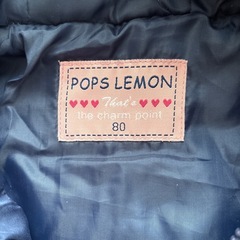 POPS LEMON
That's
the charm point
80